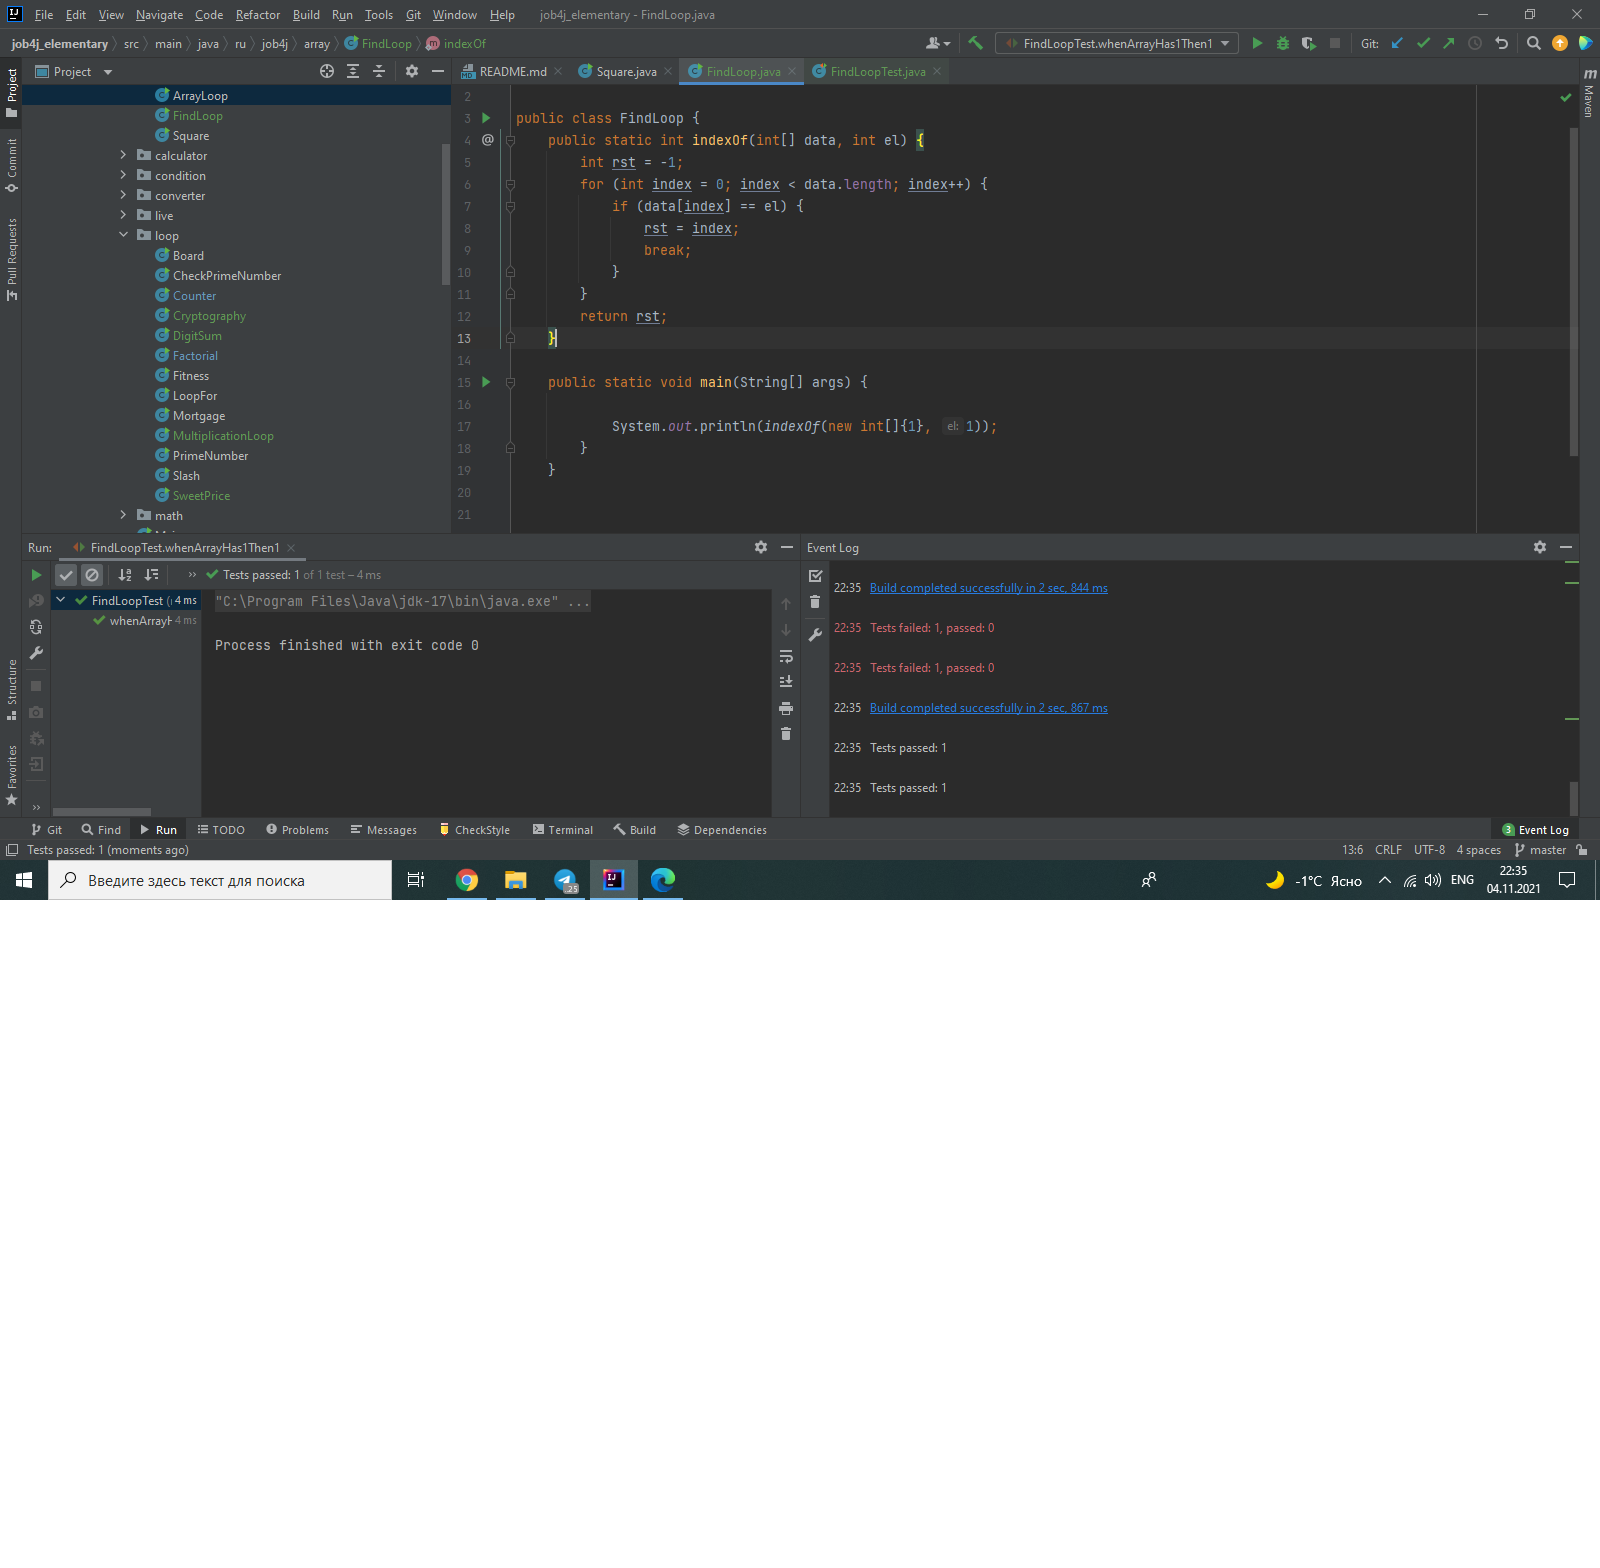 File Edit View Navigate Code Refactor Build Run Tools Git Window Help job4j_elementary - FindLoop.java
job4j_elementary src main java ru job4j array FindLoop indexOf
FindLoopTest.whenArrayHas1Then1 Git:
Project
README.md Square.java FindLoop.java FindLoopTest.java
Project
Commit
Pull Requests
Structure
Favorites
Maven
ArrayLoop
FindLoop
Square
calculator
condition
converter
live
loop
Board
CheckPrimeNumber
Counter
Cryptography
DigitSum
Factorial
Fitness
LoopFor
Mortgage
MultiplicationLoop
PrimeNumber
Slash
SweetPrice
math
2
3 public class FindLoop {
4 @ public static int indexOf(int[] data, int el) {
5 int rst = -1;
6 for (int index = 0; index < data.length; index++) {
7 if (data[index] == el) {
8 rst = index;
9 break;
10 }
11 }
12 return rst;
13 }
14
15 public static void main(String[] args) {
16
17 System.out.println(indexOf(new int[]{1}, el: 1));
18 }
19 }
20
21
Run: FindLoopTest.whenArrayHas1Then1
Tests passed: 1 of 1 test – 4 ms
FindLoopTest ( 4 ms
whenArrayH 4 ms
"C:\Program Files\Java\jdk-17\bin\java.exe" ...
Process finished with exit code 0
Event Log
22:35 Build completed successfully in 2 sec, 844 ms
22:35 Tests failed: 1, passed: 0
22:35 Tests failed: 1, passed: 0
22:35 Build completed successfully in 2 sec, 867 ms
22:35 Tests passed: 1
22:35 Tests passed: 1
Git Find Run TODO Problems Messages CheckStyle Terminal Build Dependencies 3 Event Log
Tests passed: 1 (moments ago) 13:6 CRLF UTF-8 4 spaces master
Введите здесь текст для поиска
.25
-1°C Ясно ENG
22:35
04.11.2021